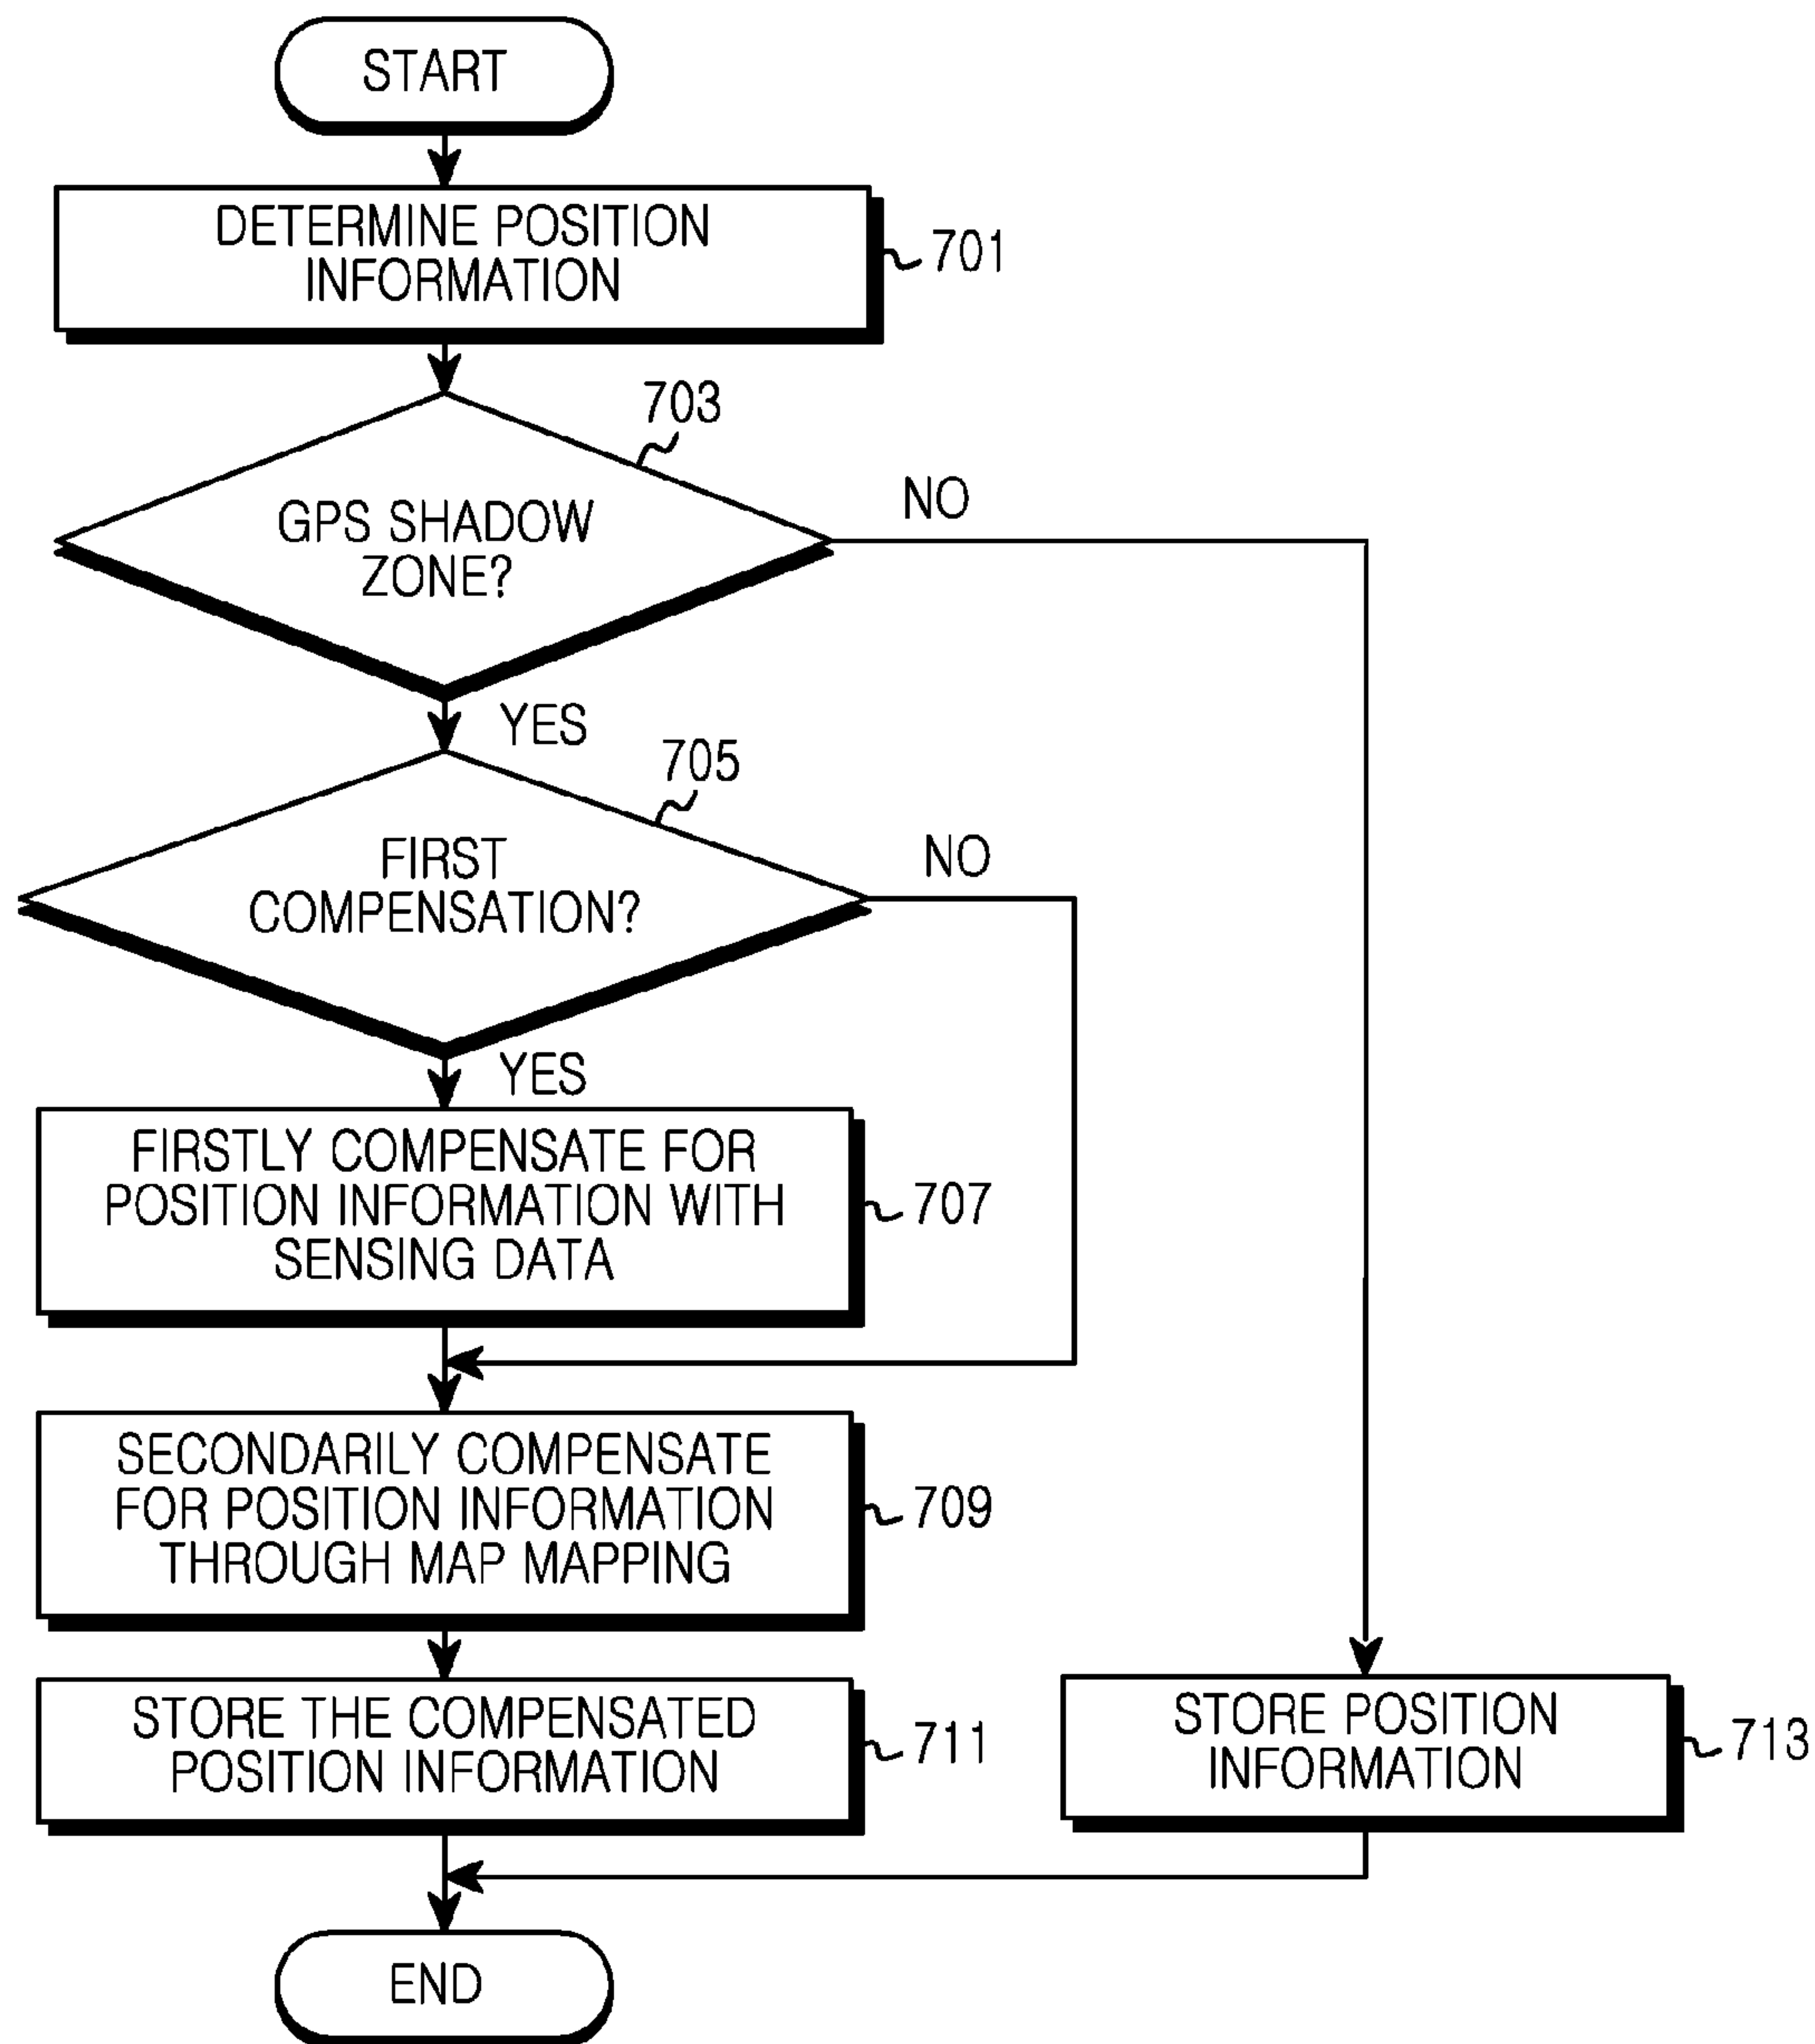 START
DETERMINE POSITION
INFORMATION
701
703
GPS SHADOW
ZONE?
NO
YES
705
FIRST
COMPENSATION?
NO
YES
FIRSTLY COMPENSATE FOR
POSITION INFORMATION WITH
SENSING DATA
707
SECONDARILY COMPENSATE
FOR POSITION INFORMATION
THROUGH MAP MAPPING
709
STORE THE COMPENSATED
POSITION INFORMATION
711
STORE POSITION
INFORMATION
713
END